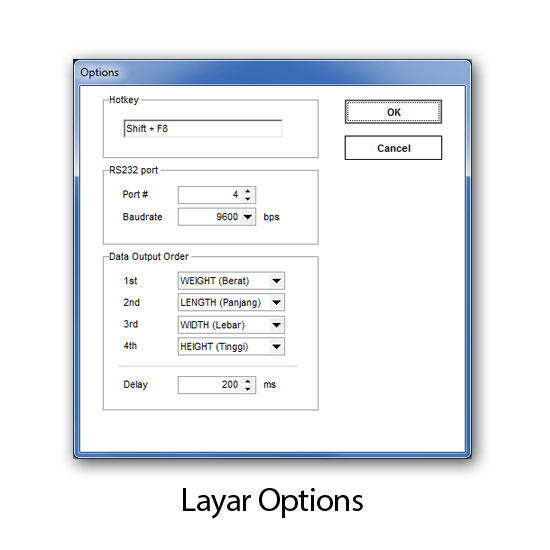 Options
Hotkey
Shift + F8
OK
Cancel
RS232 port
Port # 4
Baudrate 9600 bps
Data Output Order
1st WEIGHT (Berat)
2nd LENGTH (Panjang)
3rd WIDTH (Lebar)
4th HEIGHT (Tinggi)
Delay 200 ms
Layar Options